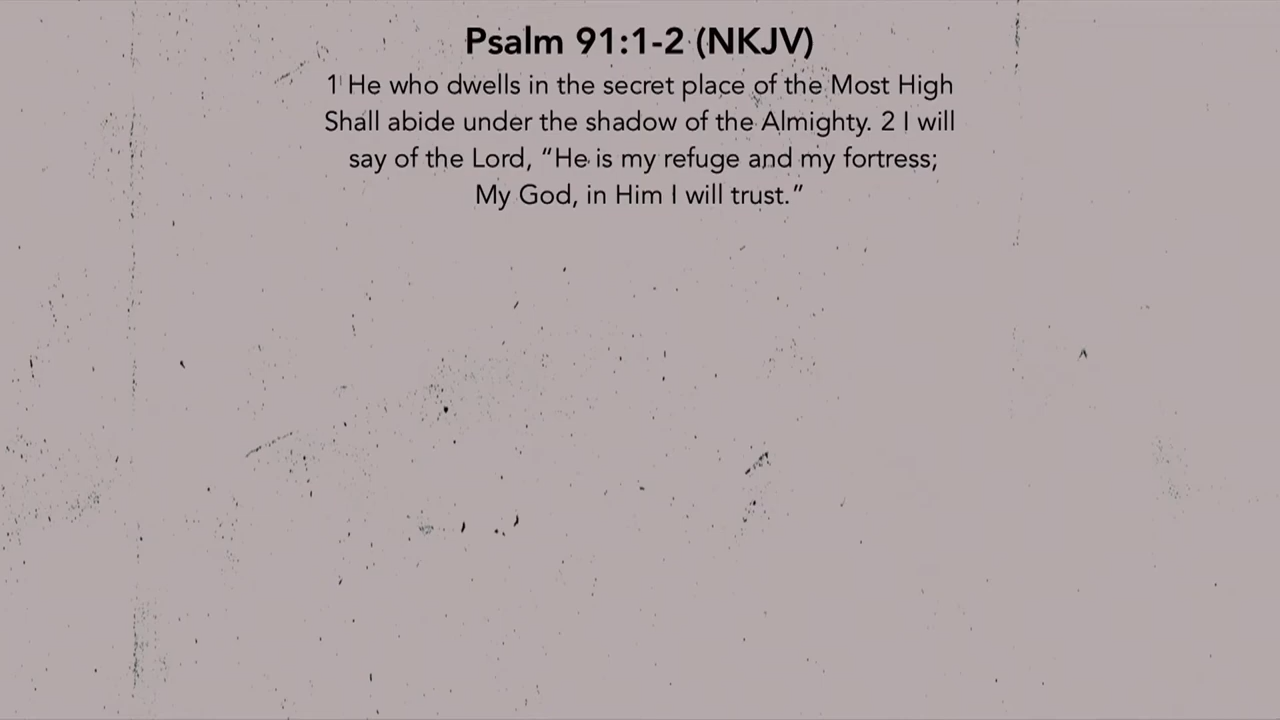 Psalm 91:1-2 (NKJV)
1 He who dwells in the secret place of the Most High
Shall abide under the shadow of the Almighty. 2 I will
say of the Lord, “He is my refuge and my fortress;
My God, in Him I will trust.”